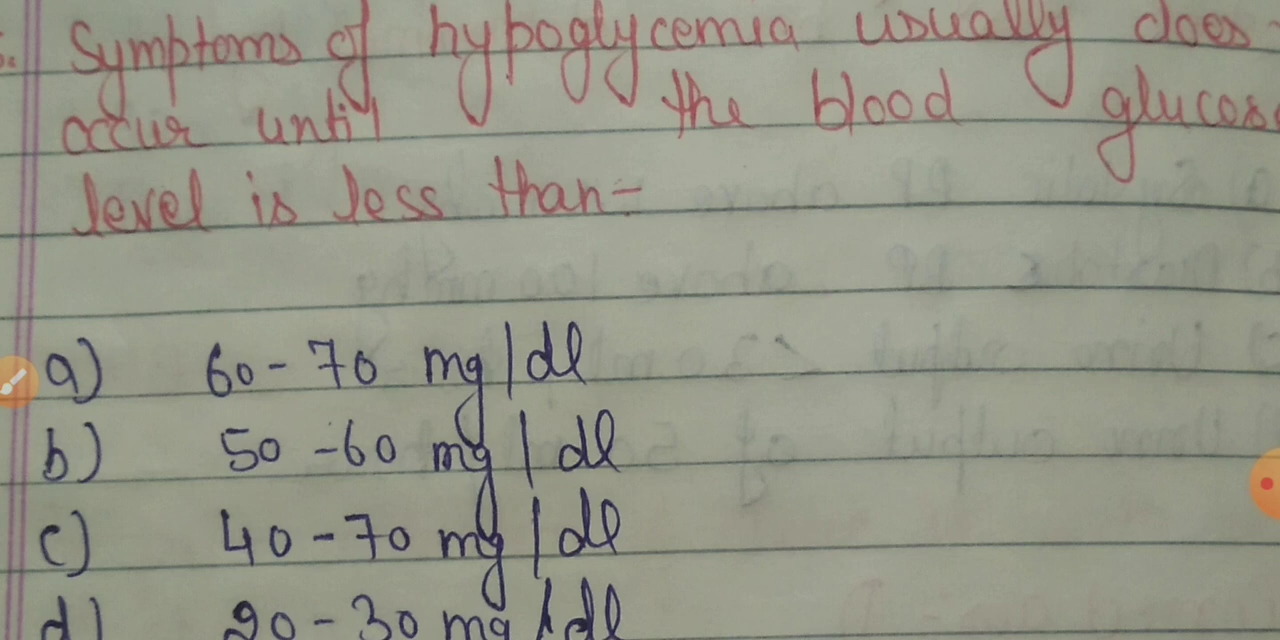 Symptoms of hypoglycemia usually does
occur until the blood glucose
level is less than-
a) 60-70 mg/dl
b) 50-60 mg/dl
c) 40-70 mg/dl
d) 20-30 mg/dl